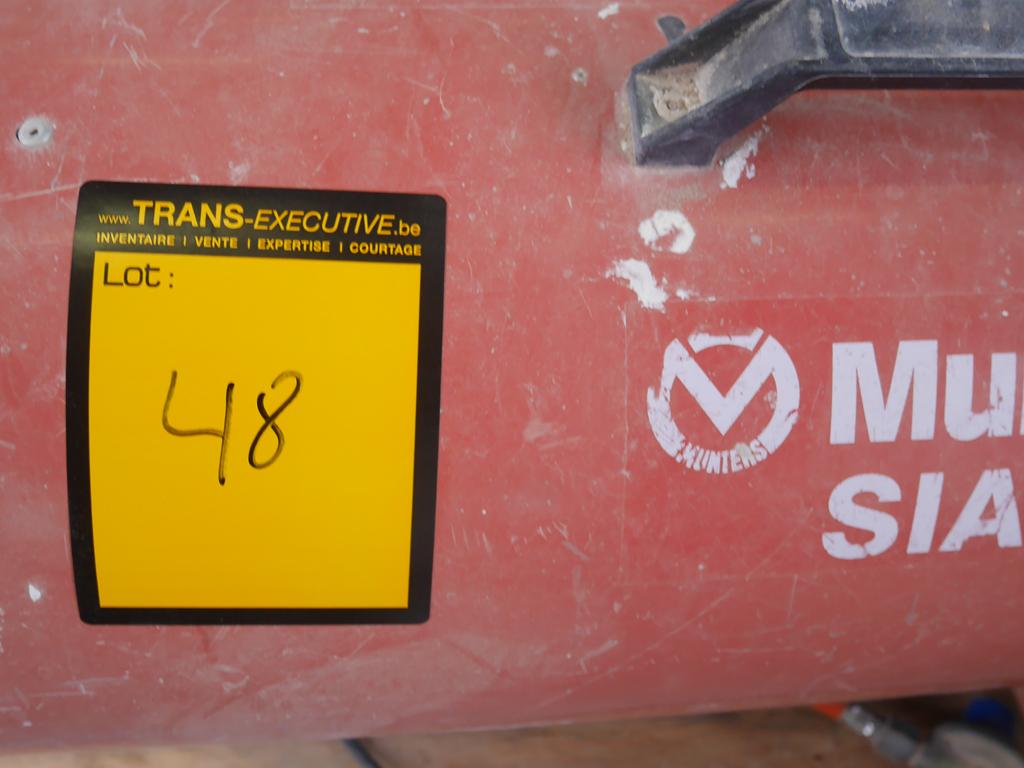 www.TRANS-EXECUTIVE.be
INVENTAIRE | VENTE | EXPERTISE | COURTAGE
Lot:
48
MUNTERS
Mu
SIA